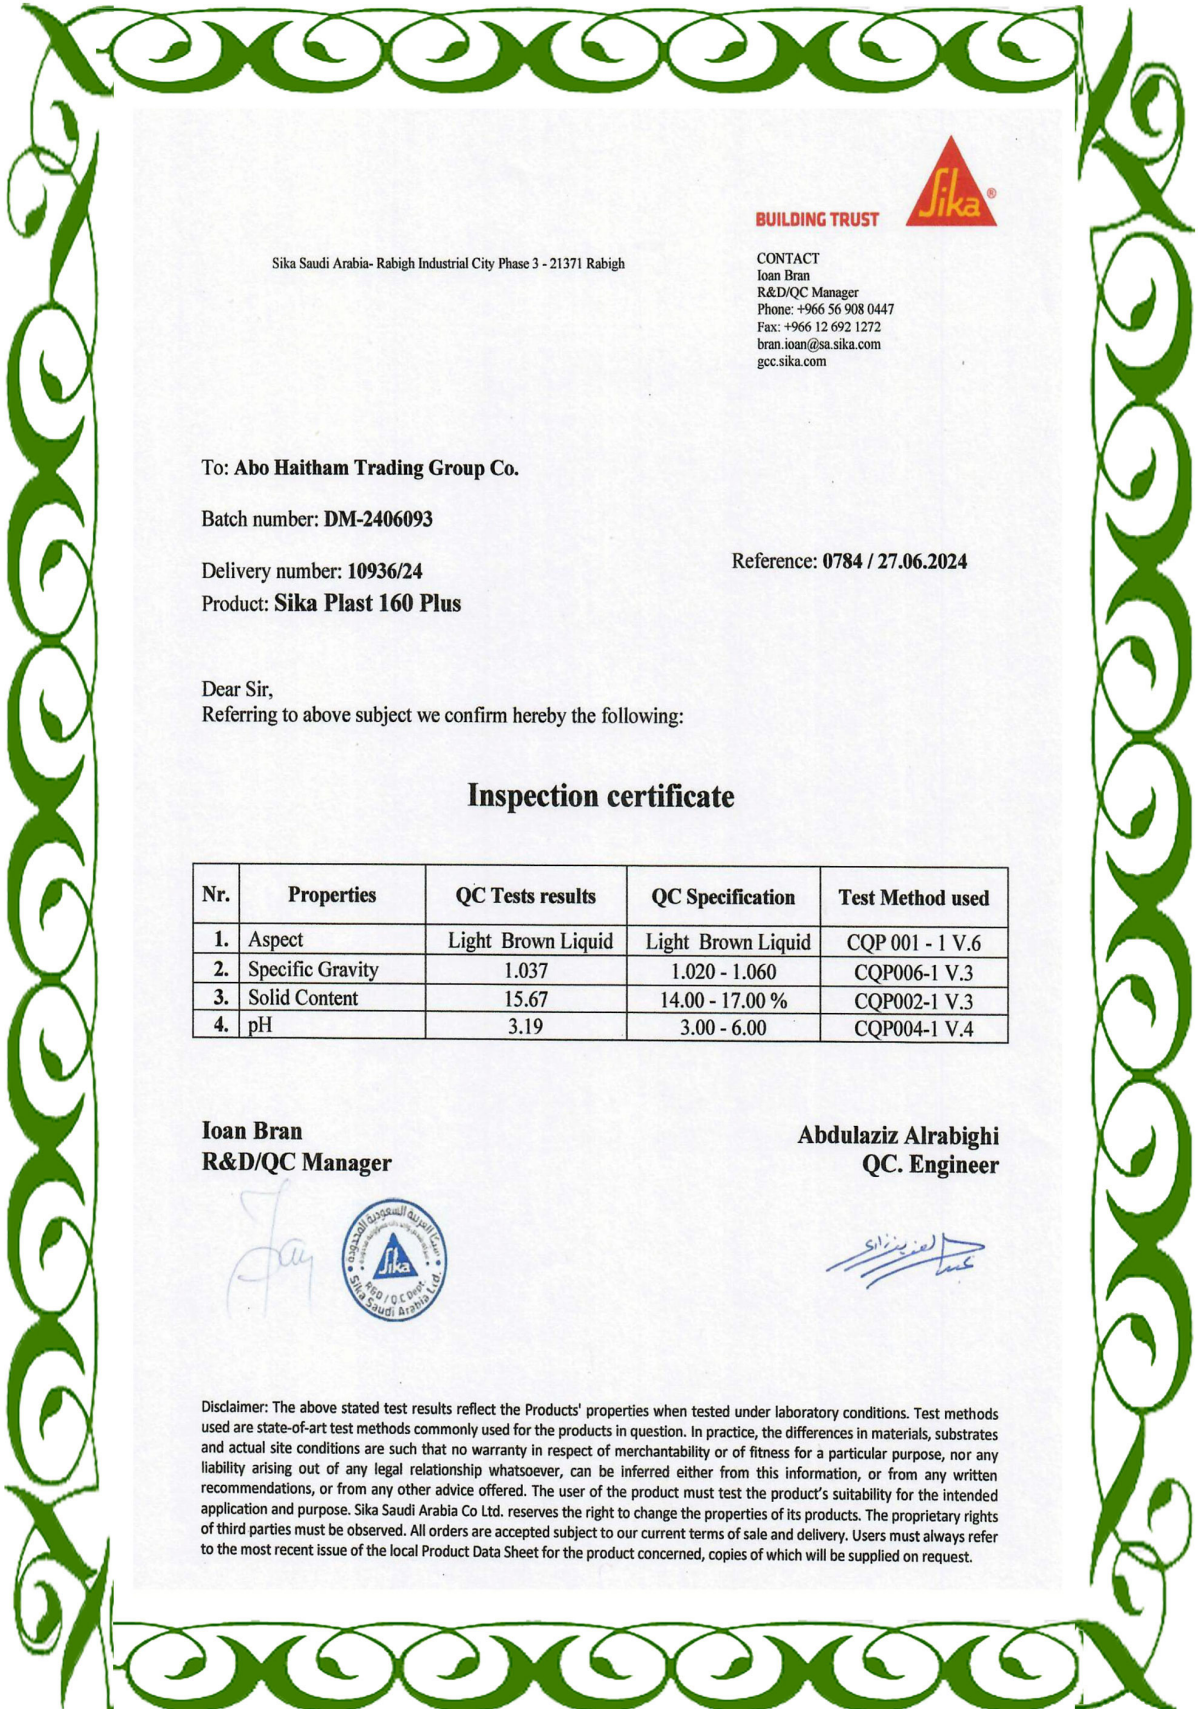 Sika®
BUILDING TRUST
Sika Saudi Arabia- Rabigh Industrial City Phase 3 - 21371 Rabigh
CONTACT
Ioan Bran
R&D/QC Manager
Phone: +966 56 908 0447
Fax: +966 12 692 1272
bran.ioan@sa.sika.com
gcc.sika.com
To: Abo Haitham Trading Group Co.
Batch number: DM-2406093
Delivery number: 10936/24
Reference: 0784 / 27.06.2024
Product: Sika Plast 160 Plus
Dear Sir,
Referring to above subject we confirm hereby the following:
Inspection certificate
Nr. Properties QC Tests results QC Specification Test Method used
1. Aspect Light Brown Liquid Light Brown Liquid CQP 001 - 1 V.6
2. Specific Gravity 1.037 1.020 - 1.060 CQP006-1 V.3
3. Solid Content 15.67 14.00 - 17.00 % CQP002-1 V.3
4. pH 3.19 3.00 - 6.00 CQP004-1 V.4
Ioan Bran
R&D/QC Manager
Abdulaziz Alrabighi
QC. Engineer
سيكا العربية السعودية المحدودة
Sika
R&D / Q.C Dept.
Sika Saudi Arabia Ltd.
Disclaimer: The above stated test results reflect the Products' properties when tested under laboratory conditions. Test methods
used are state-of-art test methods commonly used for the products in question. In practice, the differences in materials, substrates
and actual site conditions are such that no warranty in respect of merchantability or of fitness for a particular purpose, nor any
liability arising out of any legal relationship whatsoever, can be inferred either from this information, or from any written
recommendations, or from any other advice offered. The user of the product must test the product's suitability for the intended
application and purpose. Sika Saudi Arabia Co Ltd. reserves the right to change the properties of its products. The proprietary rights
of third parties must be observed. All orders are accepted subject to our current terms of sale and delivery. Users must always refer
to the most recent issue of the local Product Data Sheet for the product concerned, copies of which will be supplied on request.